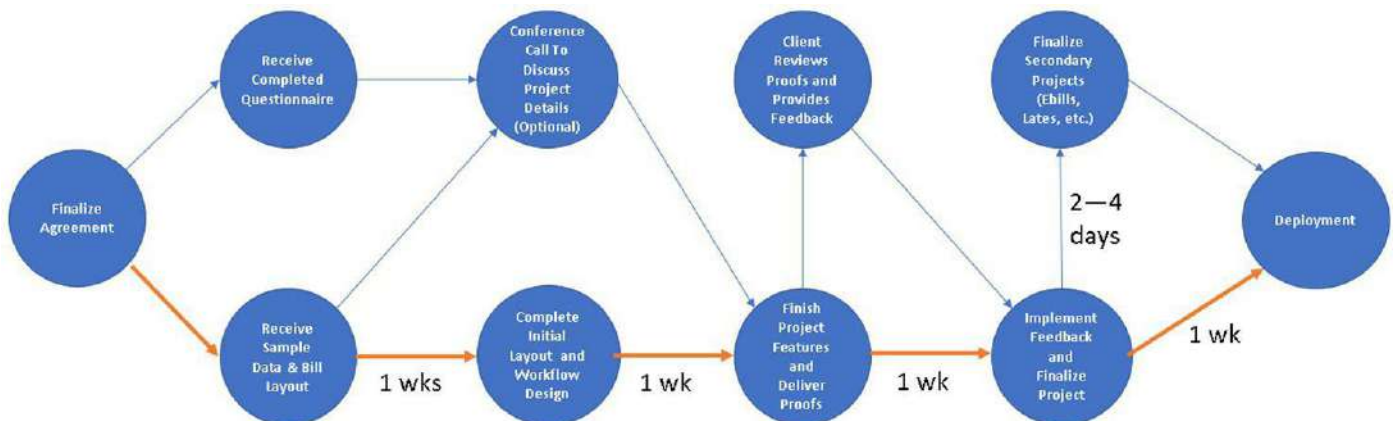 Receive
Completed
Questionnaire
Conference
Call To
Discuss
Project
Details
(Optional)
Client
Reviews
Proofs and
Provides
Feedback
Finalize
Secondary
Projects
(Ebills,
Lates, etc.)
Finalize
Agreement
2—4
days
Deployment
Receive
Sample
Data & Bill
Layout
1 wks
Complete
Initial
Layout and
Workflow
Design
1 wk
Finish
Project
Features
and
Deliver
Proofs
1 wk
Implement
Feedback
and
Finalize
Project
1 wk